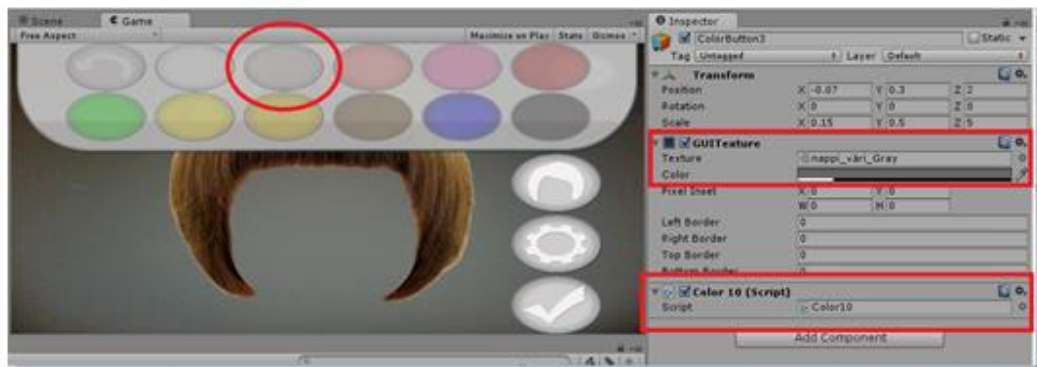 Scene
Game
Free Aspect
Maximize on Play Stats Gizmos
Inspector
ColorButton3
Static
Tag Untagged Layer Default
Transform
Position X -0.07 Y 0.3 Z 2
Rotation X 0 Y 0 Z 0
Scale X 0.15 Y 0.5 Z 5
GUITexture
Texture nappi_väri_Gray
Color
Pixel Inset X 0 Y 0
W 0 H 0
Left Border 0
Right Border 0
Top Border 0
Bottom Border
Color 10 (Script)
Script Color10
Add Component